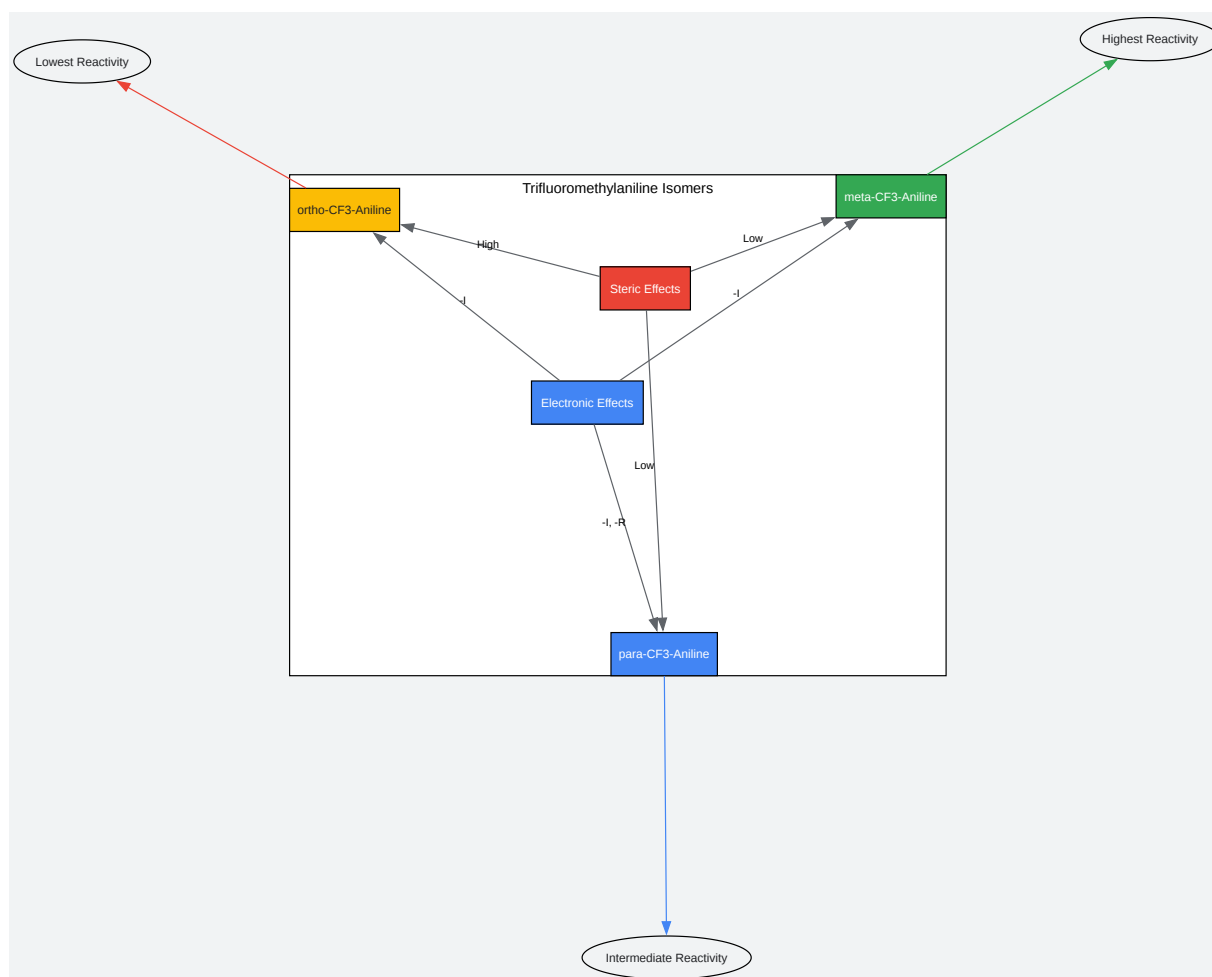 Highest Reactivity
Lowest Reactivity
Trifluoromethylaniline Isomers
meta-CF3-Aniline
ortho-CF3-Aniline
Low
High
Steric Effects
-I
-I
Electronic Effects
Low
-I, -R
para-CF3-Aniline
Intermediate Reactivity